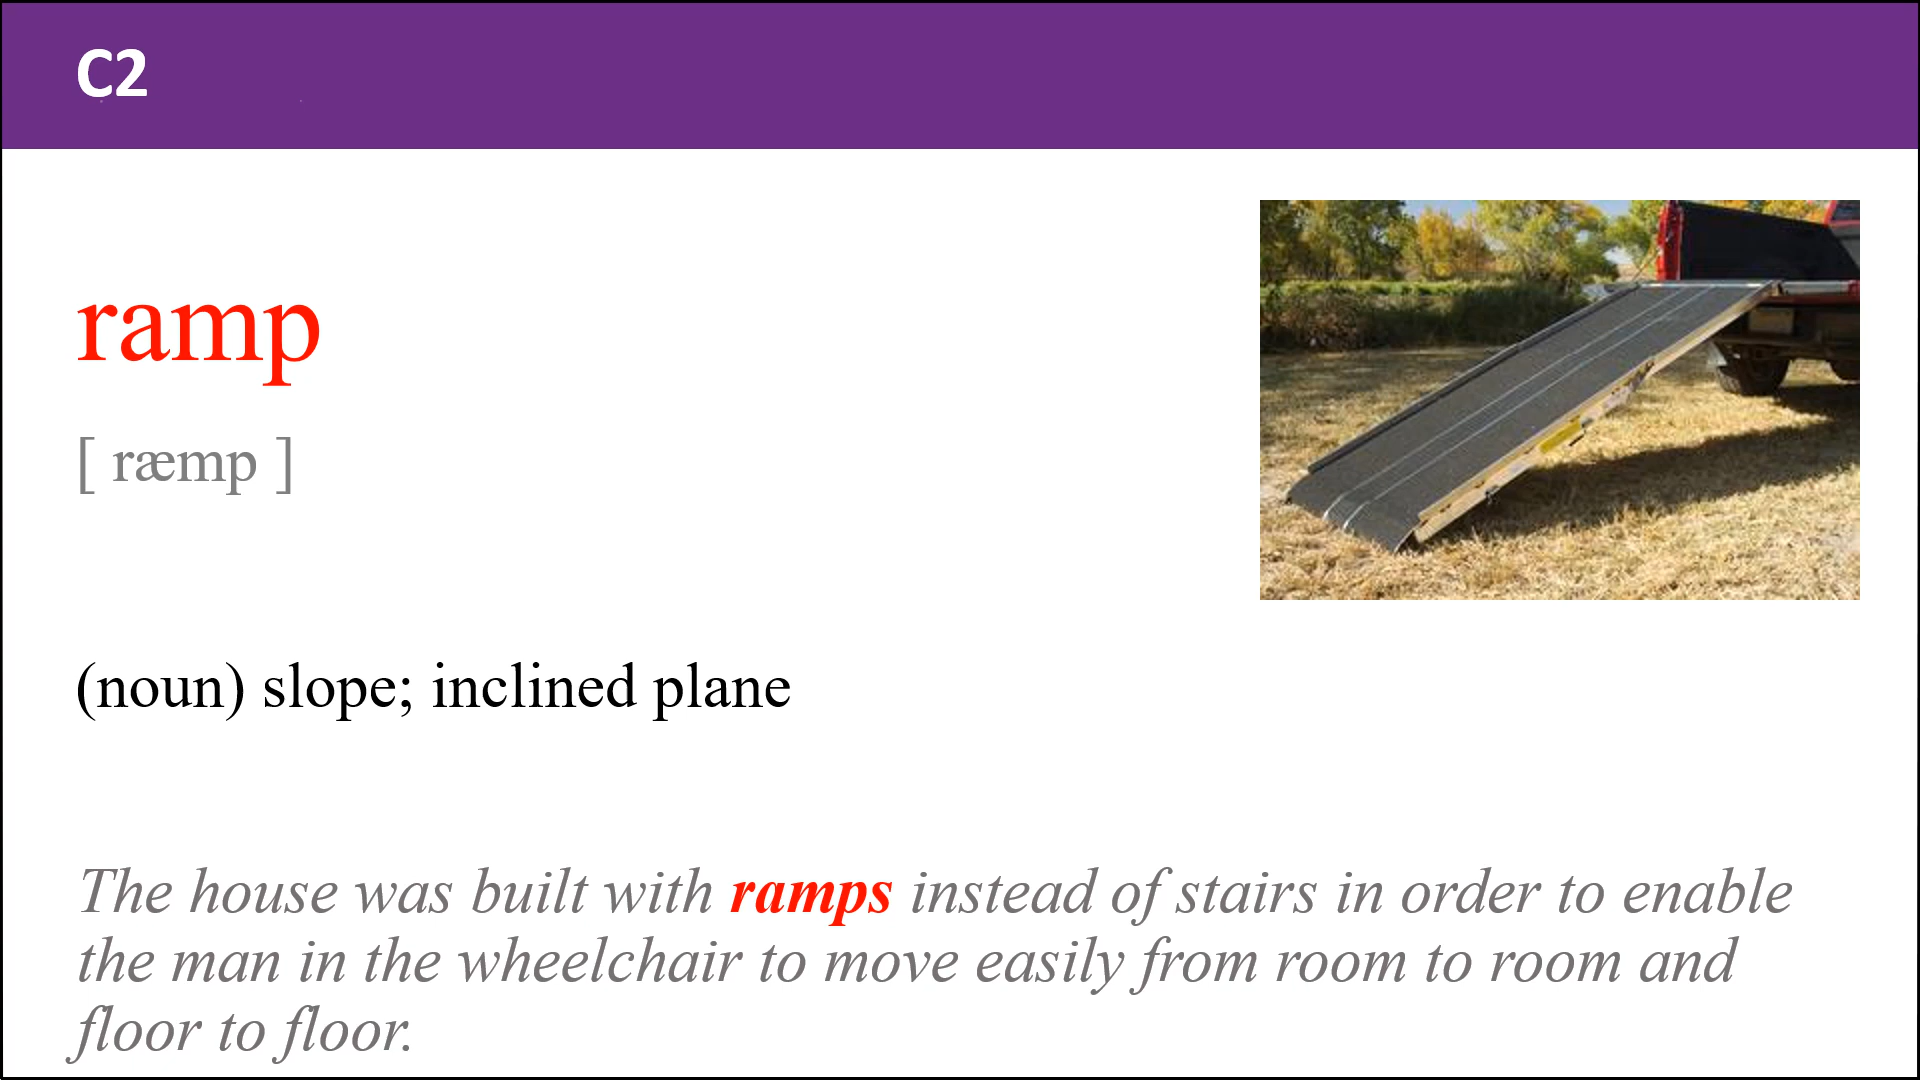 C2
ramp
[ ræmp ]
(noun) slope; inclined plane
The house was built with ramps instead of stairs in order to enable
the man in the wheelchair to move easily from room to room and
floor to floor.